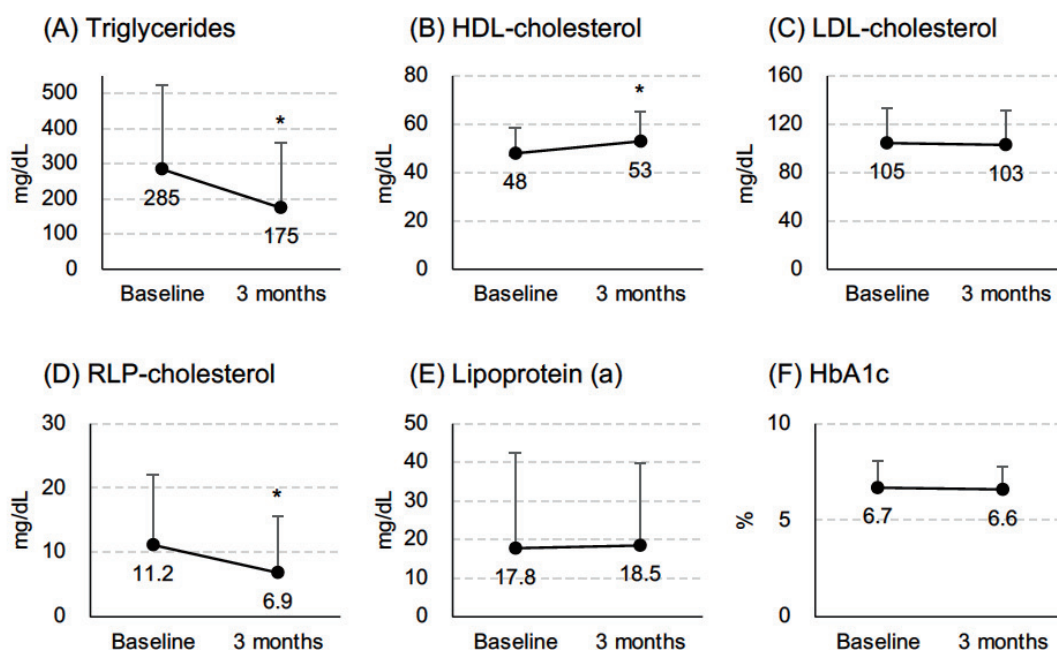 (A) Triglycerides
500
400
300
200
100
0
mg/dL
285
*
175
Baseline 3 months
(B) HDL-cholesterol
80
60
40
20
0
mg/dL
48
*
53
Baseline 3 months
(C) LDL-cholesterol
160
120
80
40
0
mg/dL
105
103
Baseline 3 months
(D) RLP-cholesterol
30
20
10
0
mg/dL
11.2
*
6.9
Baseline 3 months
(E) Lipoprotein (a)
50
40
30
20
10
0
mg/dL
17.8
18.5
Baseline 3 months
(F) HbA1c
10
5
0
%
6.7
6.6
Baseline 3 months